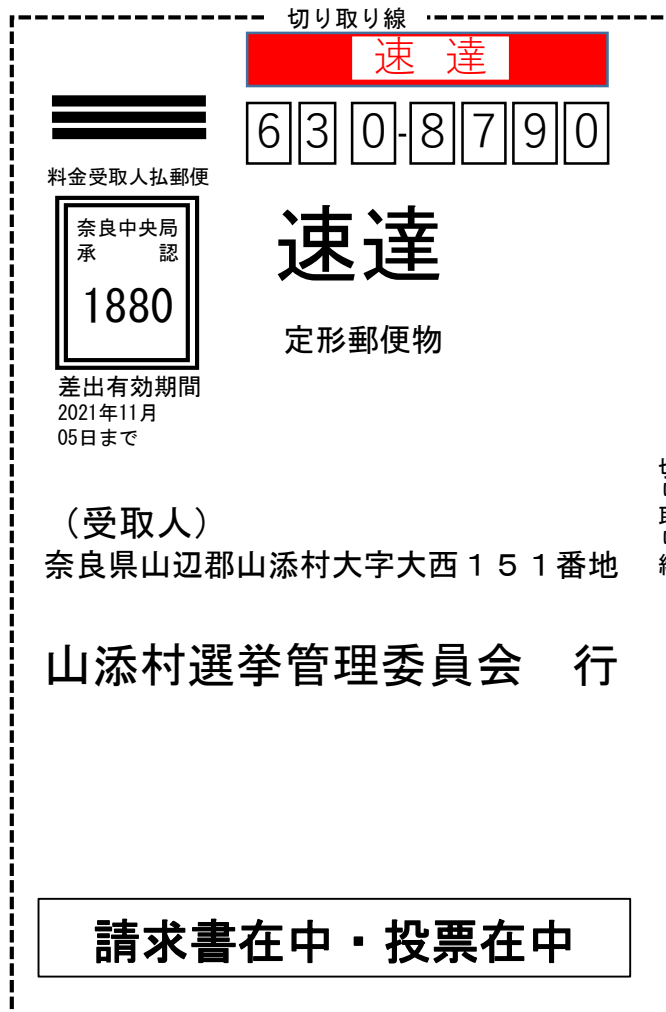 切り取り線
速 達
630-8790
料金受取人払郵便
奈良中央局
承 認
1880
速達
定形郵便物
差出有効期間
2021年11月
05日まで
(受取人)
奈良県山辺郡山添村大字大西151番地
山添村選挙管理委員会 行
請求書在中・投票在中